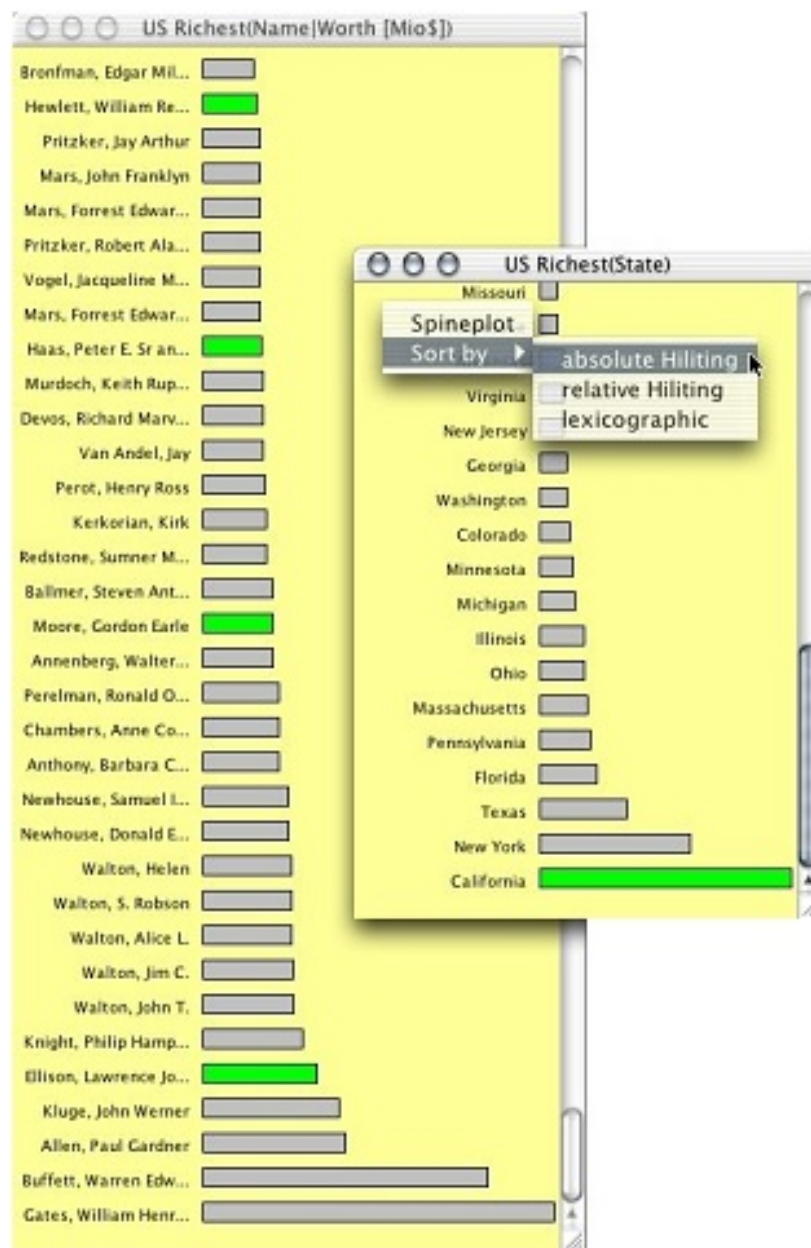 US Richest(Name|Worth [Mio$])
Bronfman, Edgar Mil...
Hewlett, William Re...
Pritzker, Jay Arthur
Mars, John Franklyn
Mars, Forrest Edwar...
Pritzker, Robert Ala...
Vogel, Jacqueline M...
Mars, Forrest Edwar...
Haas, Peter E. Sr an...
Murdoch, Keith Rup...
Devos, Richard Marv...
Van Andel, Jay
Perot, Henry Ross
Kerkorian, Kirk
Redstone, Sumner M...
Ballmer, Steven Ant...
Moore, Gordon Earle
Annenberg, Walter...
Perelman, Ronald O...
Chambers, Anne Co...
Anthony, Barbara C...
Newhouse, Samuel I...
Newhouse, Donald E...
Walton, Helen
Walton, S. Robson
Walton, Alice L.
Walton, Jim C.
Walton, John T.
Knight, Philip Hamp...
Ellison, Lawrence Jo...
Kluge, John Werner
Allen, Paul Gardner
Buffett, Warren Edw...
Gates, William Henr...
US Richest(State)
Missouri
Spineplot
Sort by
absolute Hiliting
relative Hiliting
lexicographic
Virginia
New Jersey
Georgia
Washington
Colorado
Minnesota
Michigan
Illinois
Ohio
Massachusetts
Pennsylvania
Florida
Texas
New York
California